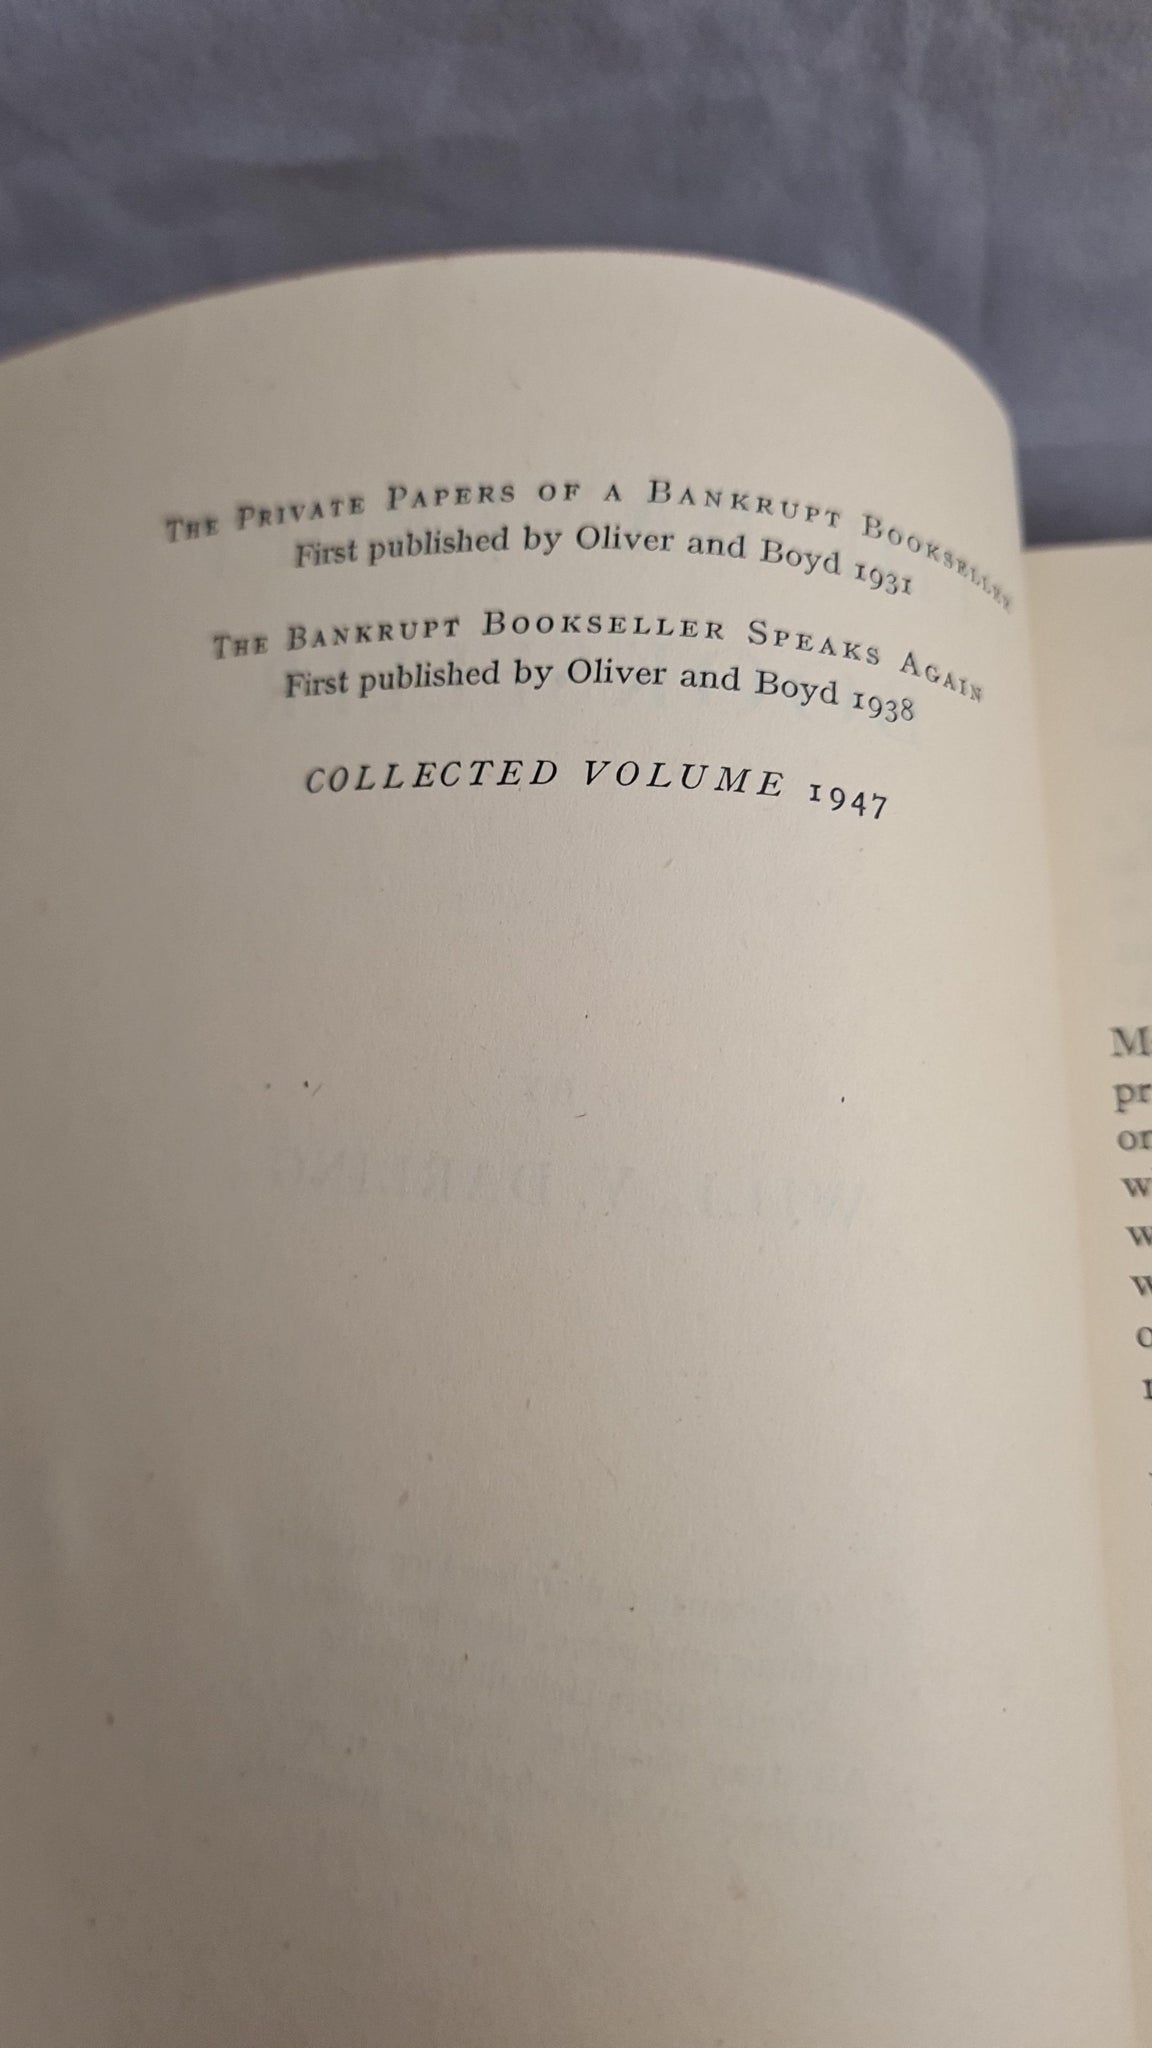 The Private Papers of a Bankrupt Bookseller
First published by Oliver and Boyd 1931
The Bankrupt Bookseller Speaks Again
First published by Oliver and Boyd 1938
COLLECTED VOLUME 1947